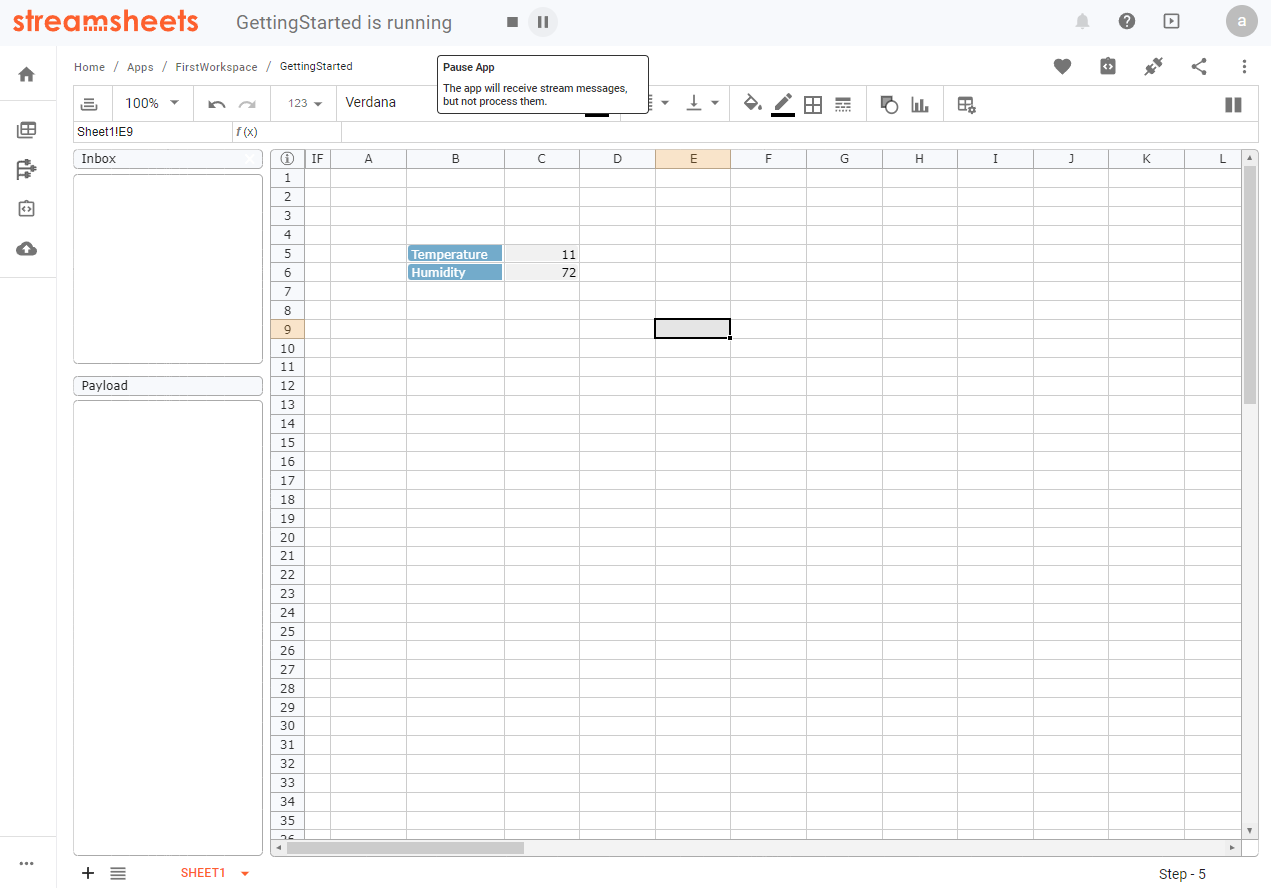 streamsheets GettingStarted is running a
Home / Apps / FirstWorkspace / GettingStarted
Pause App
The app will receive stream messages,
but not process them.
100% 123 Verdana
Sheet1!E9 f (x)
Inbox
IF A B C D E F G H I J K L
1
2
3
4
5 Temperature 11
6 Humidity 72
7
8
9
10
11
Payload
12
13
14
15
16
17
18
19
20
21
22
23
24
25
26
27
28
29
30
31
32
33
34
35
36
SHEET1
Step - 5